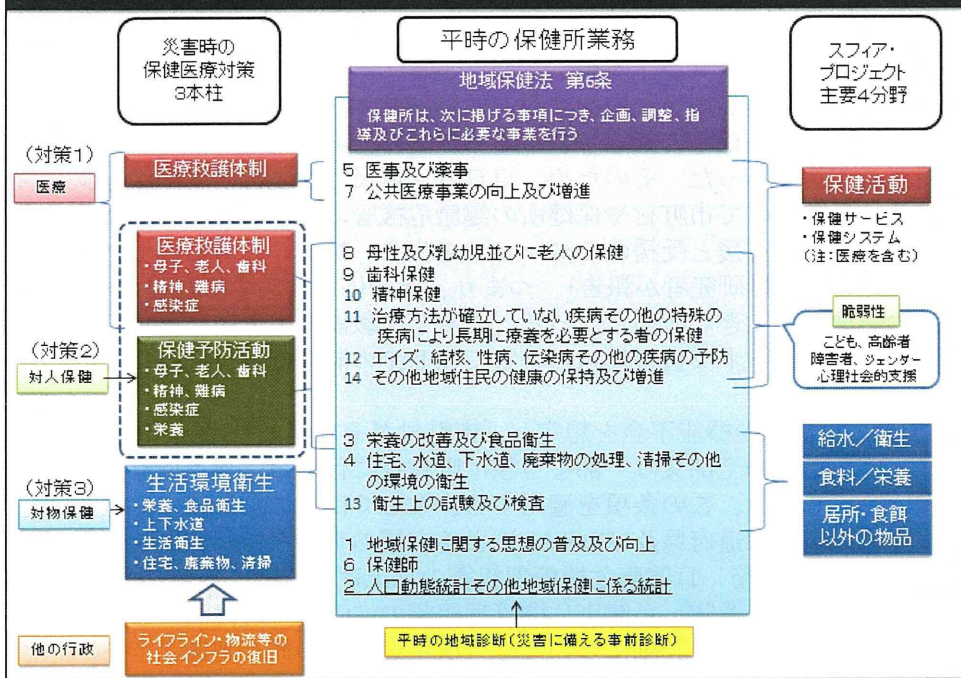 災害時の
保健医療対策
3本柱
平時の保健所業務
スフィア・
プロジェクト
主要4分野
地域保健法 第6条
保健所は、次に掲げる事項につき、企画、調整、指
導及びこれらに必要な事業を行う
(対策1)
医療
医療救護体制
医療救護体制
・母子、老人、歯科
・精神、難病
・感染症
(対策2)
対人保健
保健予防活動
・母子、老人、歯科
・精神、難病
・感染症
・栄養
(対策3)
対物保健
生活環境衛生
・栄養、食品衛生
・上下水道
・生活衛生
・住宅、廃棄物、清掃
他の行政
ライフライン・物流等の
社会インフラの復旧
5 医事及び薬事
7 公共医療事業の向上及び増進
8 母性及び乳幼児並びに老人の保健
9 歯科保健
10 精神保健
11 治療方法が確立していない疾病その他の特殊の
疾病により長期に療養を必要とする者の保健
12 エイズ、結核、性病、伝染病その他の疾病の予防
14 その他地域住民の健康の保持及び増進
3 栄養の改善及び食品衛生
4 住宅、水道、下水道、廃棄物の処理、清掃その他
の環境の衛生
13 衛生上の試験及び検査
1 地域保健に関する思想の普及及び向上
6 保健師
2 人口動態統計その他地域保健に係る統計
平時の地域診断(災害に備える事前診断)
保健活動
・保健サービス
・保健システム
(注:医療を含む)
脆弱性
こども、高齢者
障害者、ジェンダー
心理社会的支援
給水/衛生
食料/栄養
居所・食餌
以外の物品